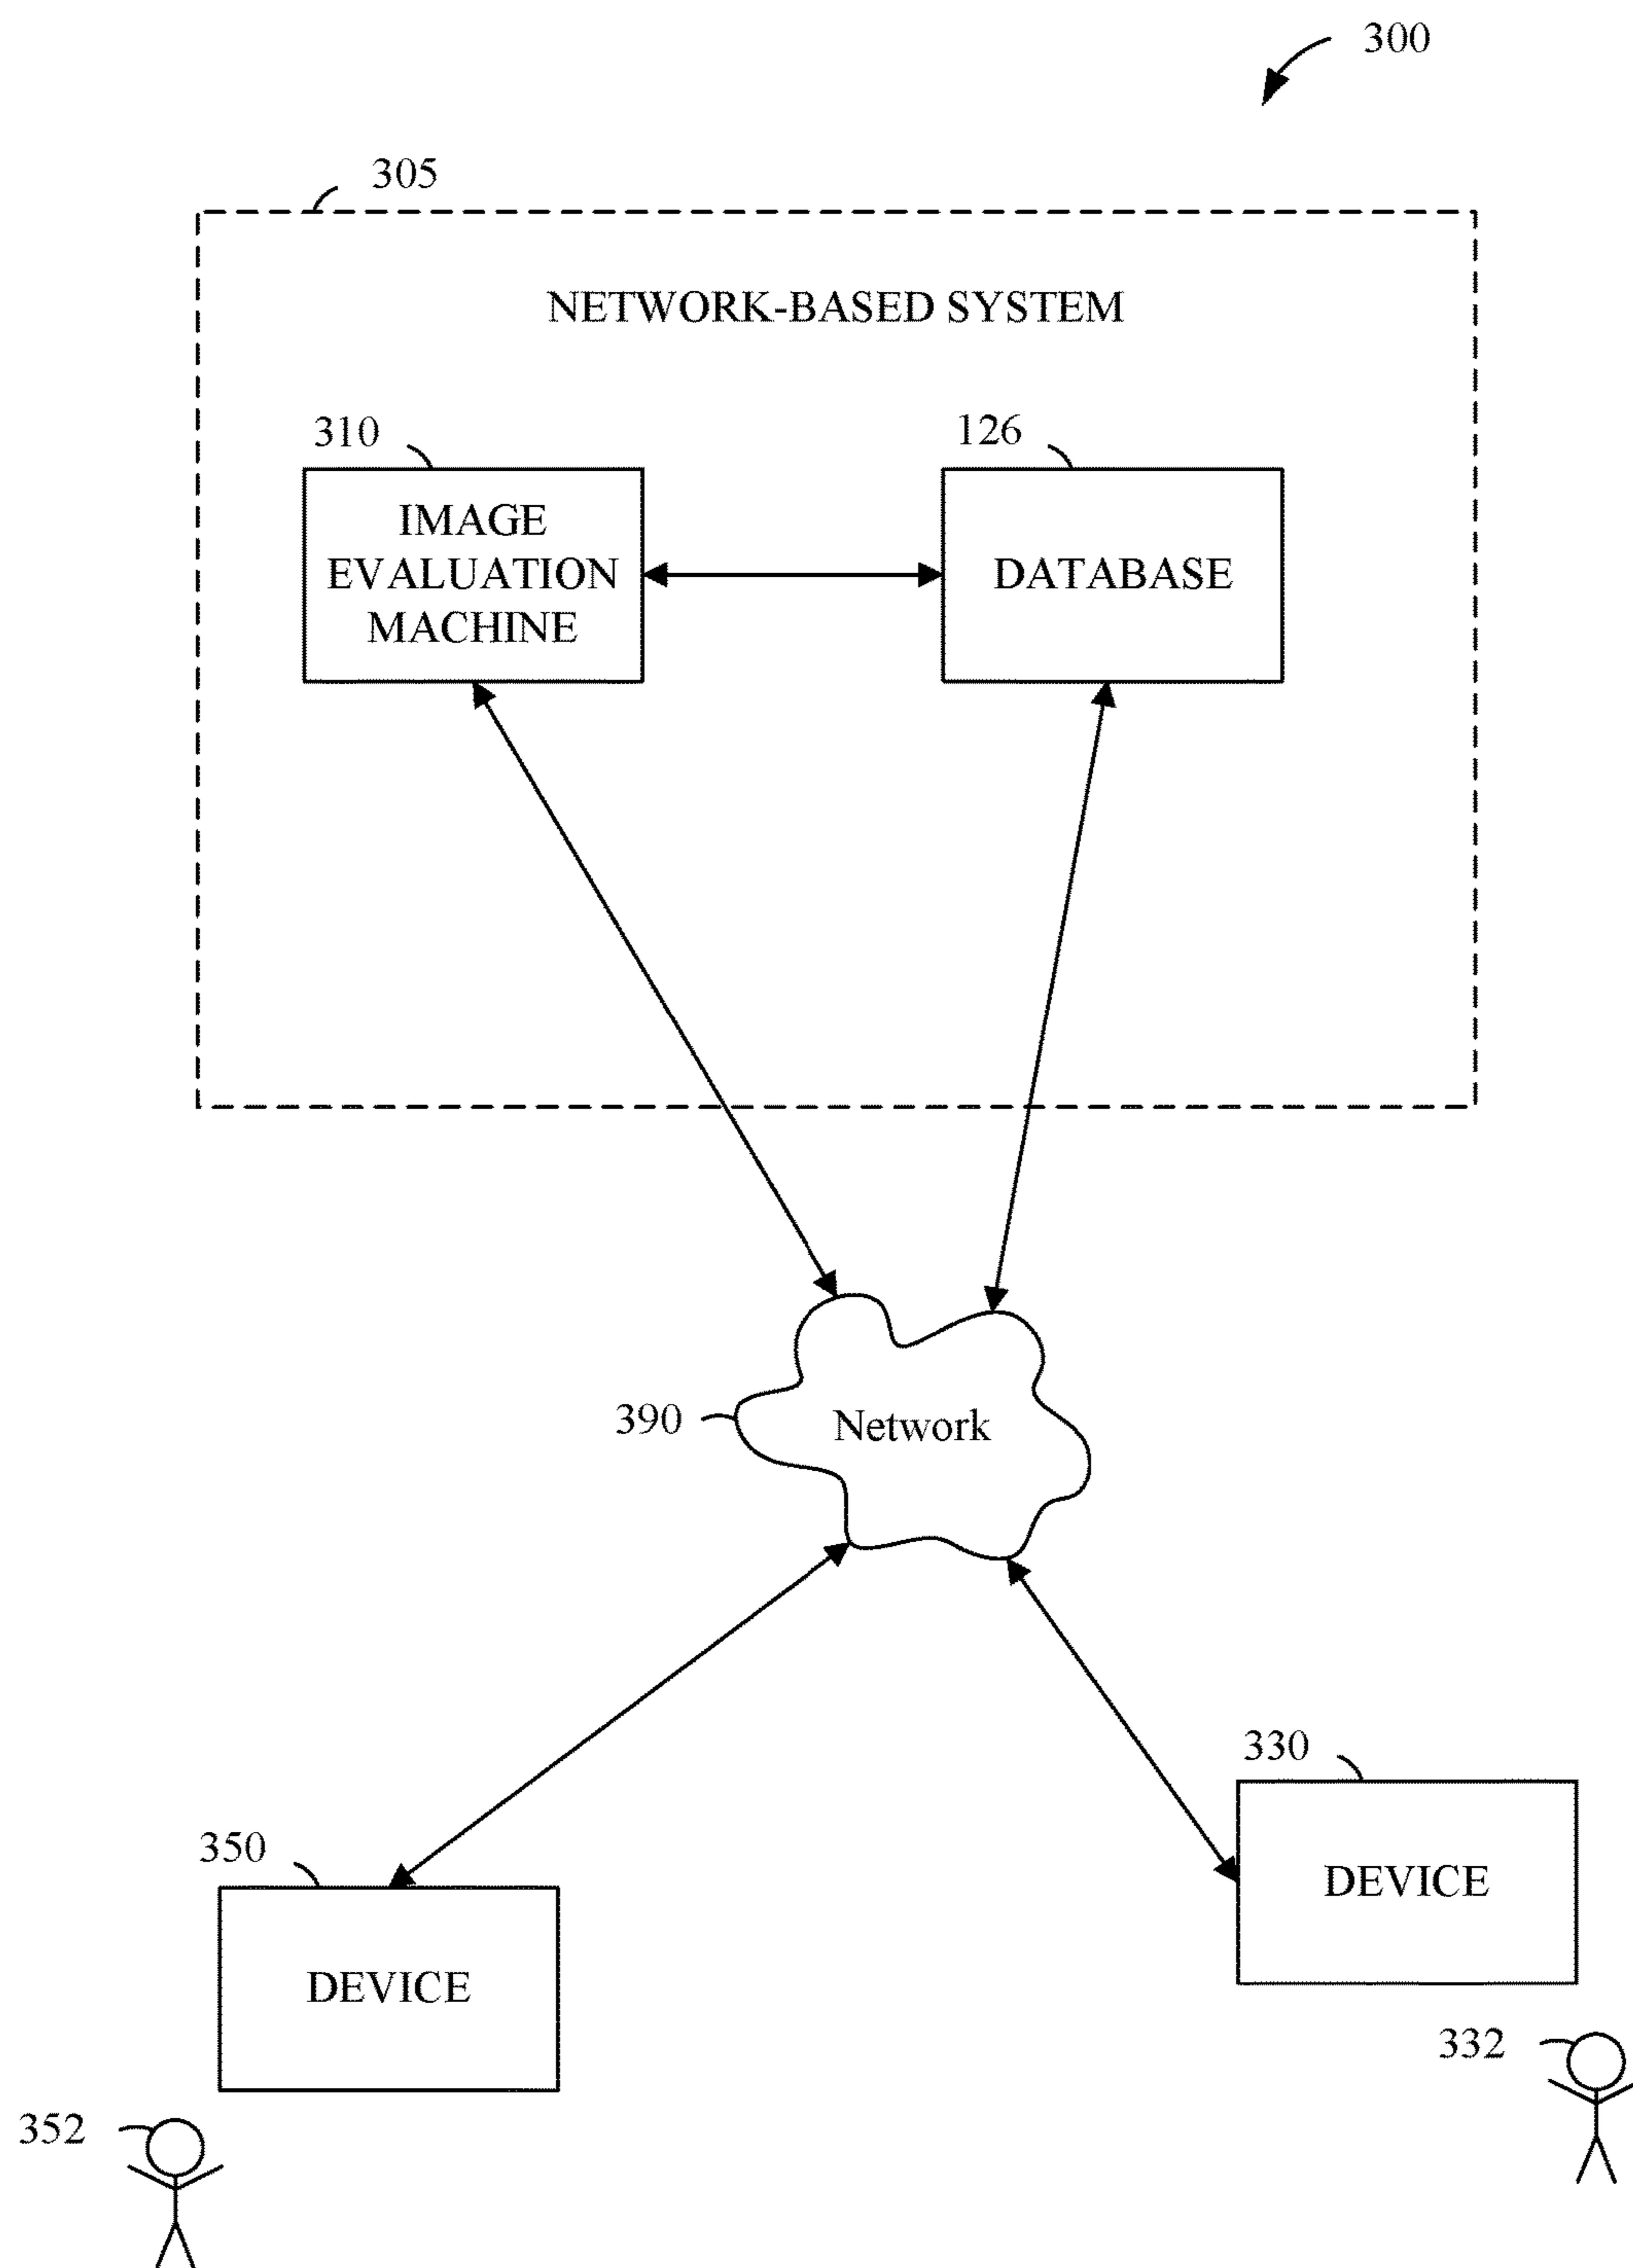 300
305
NETWORK-BASED SYSTEM
310
126
IMAGE
EVALUATION
MACHINE
DATABASE
390
Network
330
DEVICE
350
DEVICE
332
352